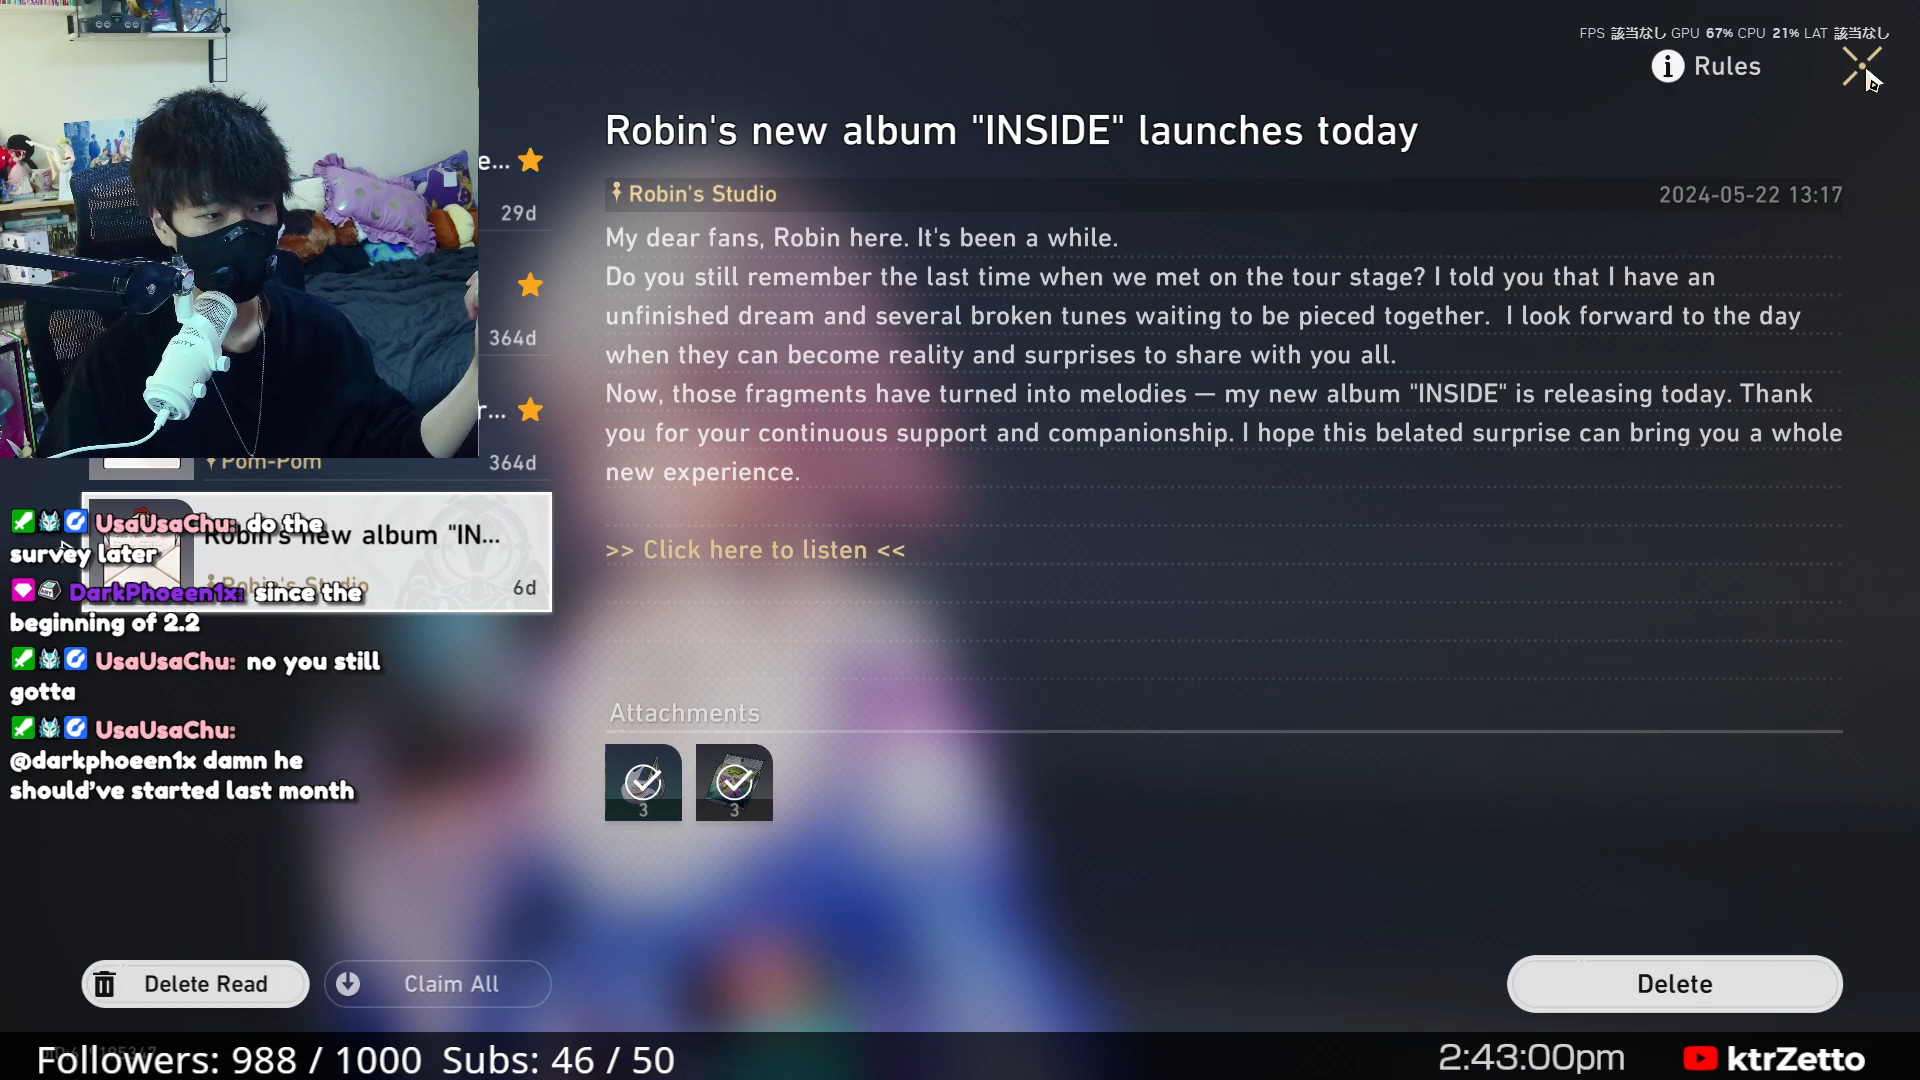 FPS 該当なし GPU 67% CPU 21% LAT 該当なし
Rules
Robin's new album "INSIDE" launches today
Robin's Studio
2024-05-22 13:17
My dear fans, Robin here. It's been a while.
Do you still remember the last time when we met on the tour stage? I told you that I have an
unfinished dream and several broken tunes waiting to be pieced together. I look forward to the day
when they can become reality and surprises to share with you all.
Now, those fragments have turned into melodies — my new album "INSIDE" is releasing today. Thank
you for your continuous support and companionship. I hope this belated surprise can bring you a whole
new experience.
>> Click here to listen <<
Attachments
3
3
e...
29d
364d
r...
Pom-Pom
364d
Robin's new album "IN...
Robin's Studio
6d
UsaUsaChu: do the
survey later
DarkPhoeen1x: since the
beginning of 2.2
UsaUsaChu: no you still
gotta
UsaUsaChu:
@darkphoeen1x damn he
should've started last month
Delete Read
Claim All
Delete
Followers: 988 / 1000 Subs: 46 / 50
2:43:00pm
ktrZetto